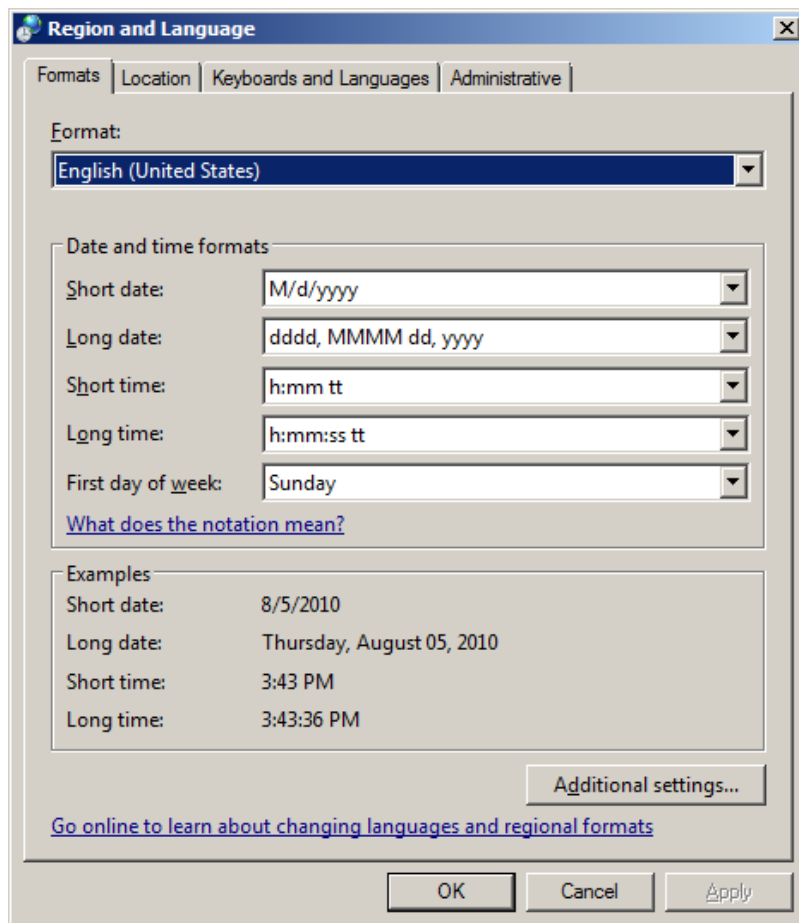 Region and Language
Formats Location Keyboards and Languages Administrative
Format:
English (United States)
Date and time formats
Short date: M/d/yyyy
Long date: dddd, MMMM dd, yyyy
Short time: h:mm tt
Long time: h:mm:ss tt
First day of week: Sunday
What does the notation mean?
Examples
Short date: 8/5/2010
Long date: Thursday, August 05, 2010
Short time: 3:43 PM
Long time: 3:43:36 PM
Additional settings...
Go online to learn about changing languages and regional formats
OK Cancel Apply